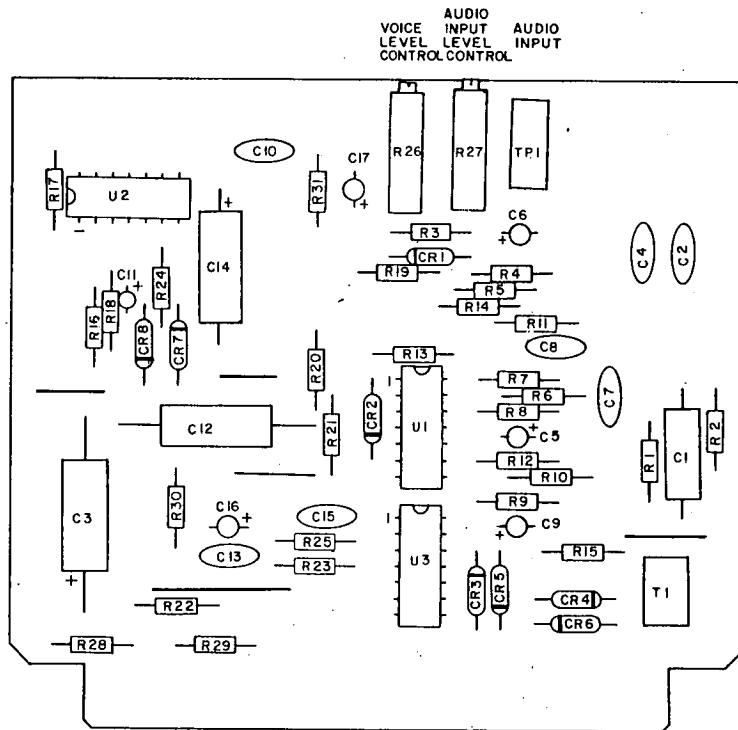 VOICE LEVEL CONTROL
AUDIO INPUT LEVEL CONTROL
AUDIO INPUT
C10
C17
R26
R27
TP1
R17
U2
R31
+
+
C6
+
R3
C4
C2
C14
CR1
C11
+
R24
R19
R4
R5
R14
R16
R18
CR8
CR7
R11
C8
R13
R20
1
R7
R6
C7
R8
CR2
U1
C12
R21
+
C5
R2
R1
C1
R12
R10
C3
R30
C16
+
C15
1
R9
C9
+
R25
C13
R23
U3
R15
+
CR3
CR5
T1
CR4
R22
CR6
R28
R29